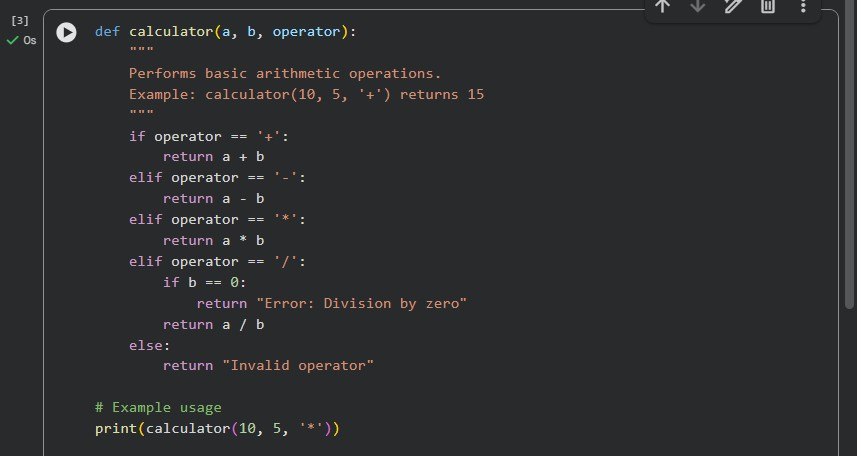 [3]
0s
def calculator(a, b, operator):
    """
    Performs basic arithmetic operations.
    Example: calculator(10, 5, '+') returns 15
    """
    if operator == '+':
        return a + b
    elif operator == '-':
        return a - b
    elif operator == '*':
        return a * b
    elif operator == '/':
        if b == 0:
            return "Error: Division by zero"
        return a / b
    else:
        return "Invalid operator"

# Example usage
print(calculator(10, 5, '*'))